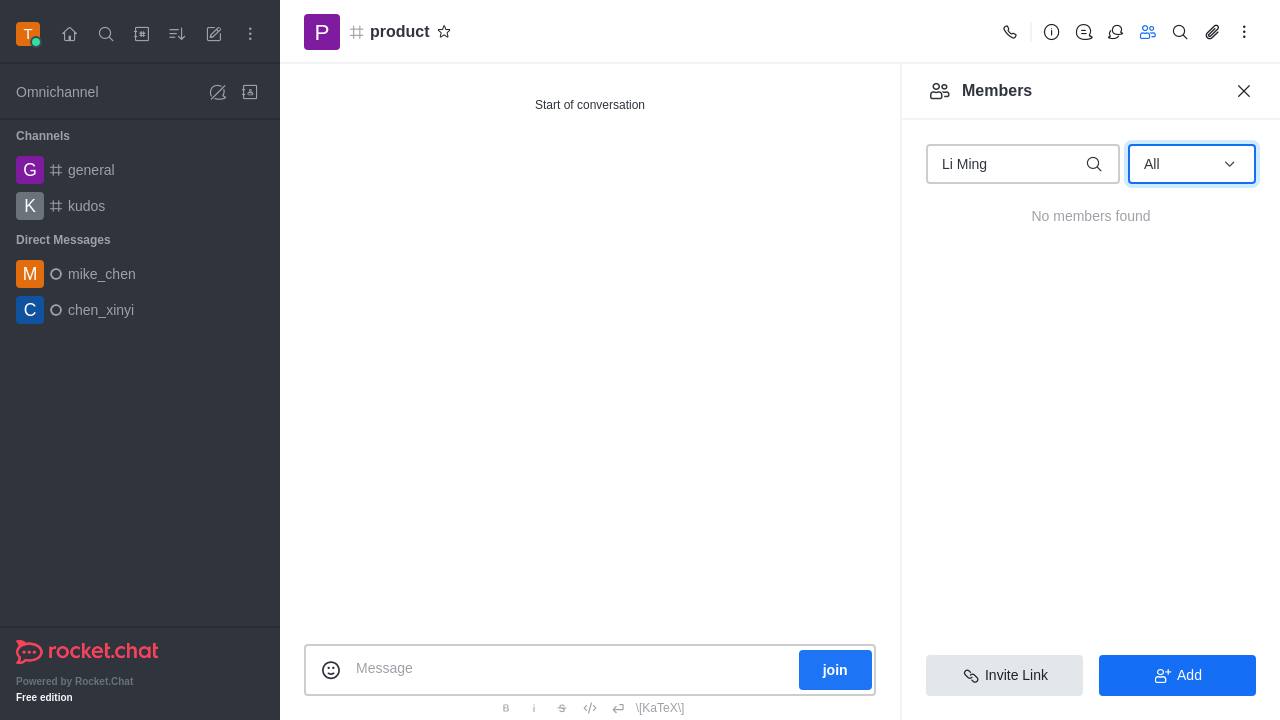 T
Omnichannel
Channels
G general
K kudos
Direct Messages
M mike_chen
C chen_xinyi
rocket.chat
Powered by Rocket.Chat
Free edition
P product
Start of conversation
Message
join
B i S </> \[KaTeX\]
Members
Li Ming
All
No members found
Invite Link
Add